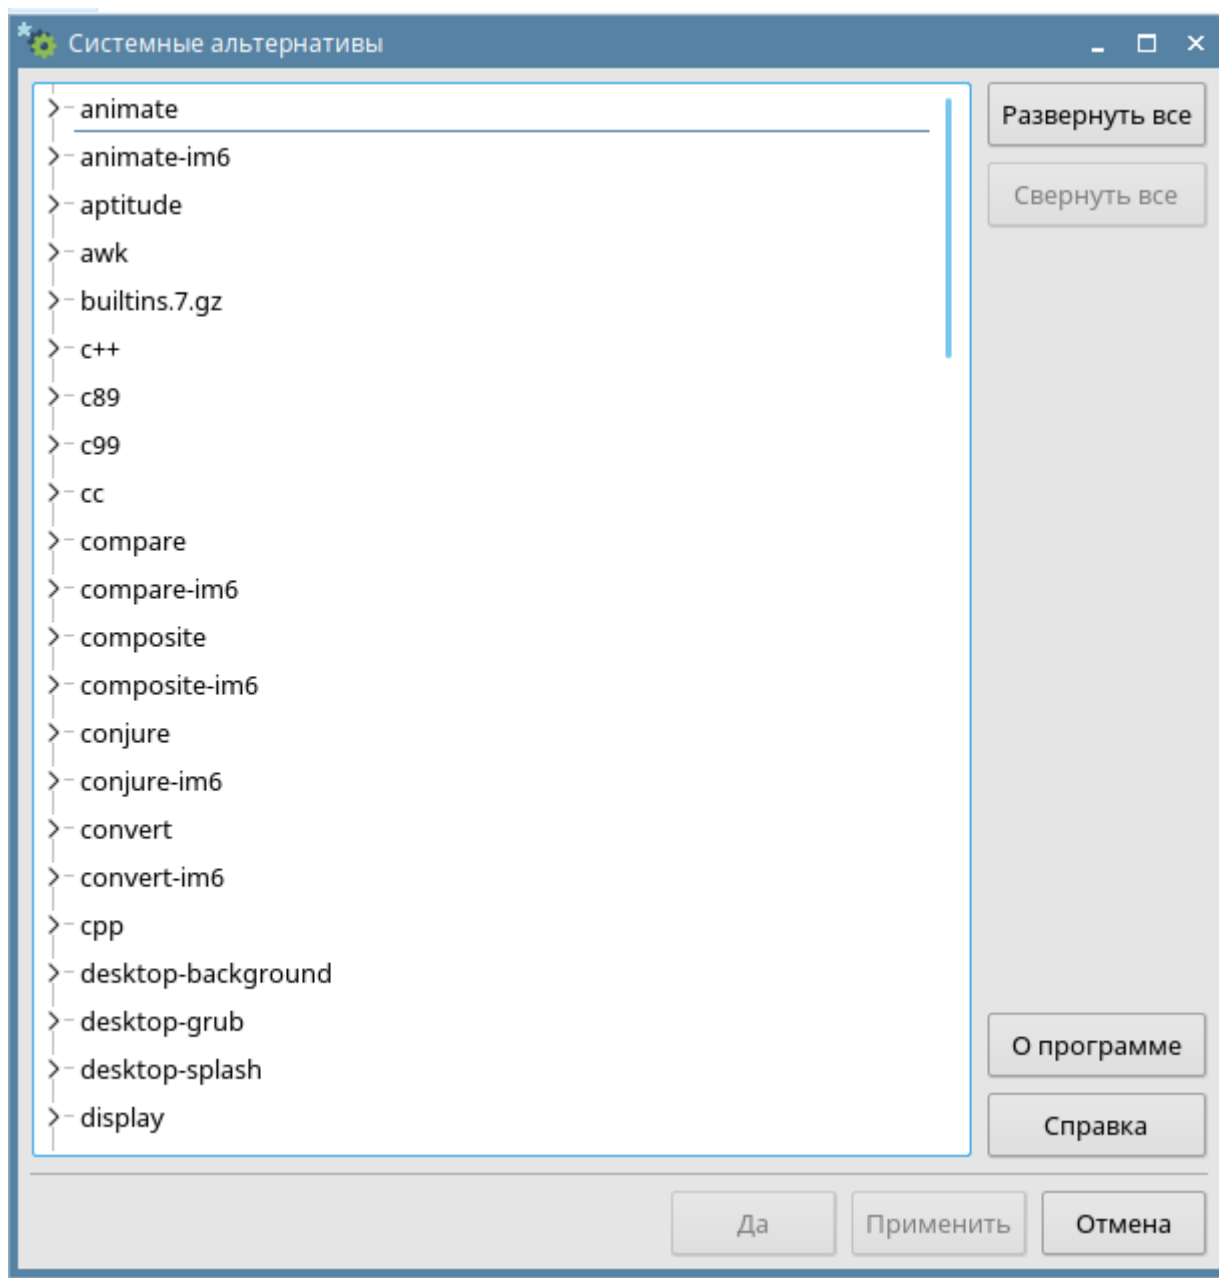 Системные альтернативы
animate
animate-im6
aptitude
awk
builtins.7.gz
c++
c89
c99
cc
compare
compare-im6
composite
composite-im6
conjure
conjure-im6
convert
convert-im6
cpp
desktop-background
desktop-grub
desktop-splash
display
Развернуть все
Свернуть все
О программе
Справка
Да
Применить
Отмена